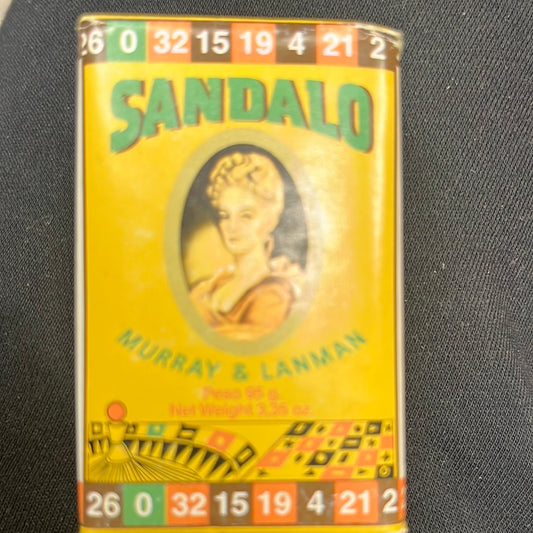 26 0 32 15 19 4 21 2
SANDALO
MURRAY & LANMAN
Peso 95 g.
Net Weight 3.35 oz.
26 0 32 15 19 4 21 2